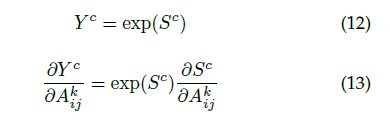 Y^c = exp(S^c) (12)
∂Y^c/∂A^k_{ij} = exp(S^c) ∂S^c/∂A^k_{ij} (13)